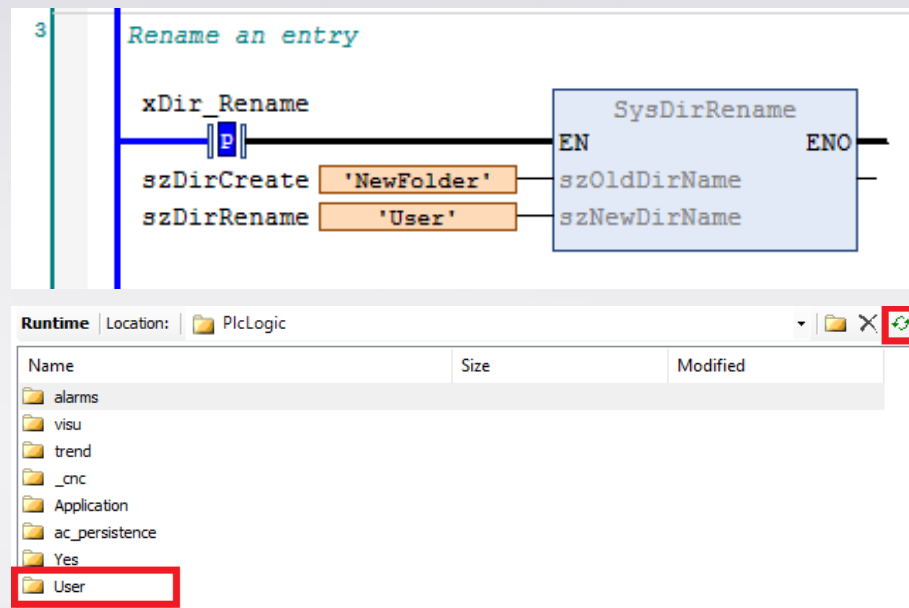 3
Rename an entry
xDir_Rename
SysDirRename
P
EN ENO
szDirCreate 'NewFolder' szOldDirName
szDirRename 'User' szNewDirName
Runtime Location: PlcLogic
Name Size Modified
alarms
visu
trend
_cnc
Application
ac_persistence
Yes
User